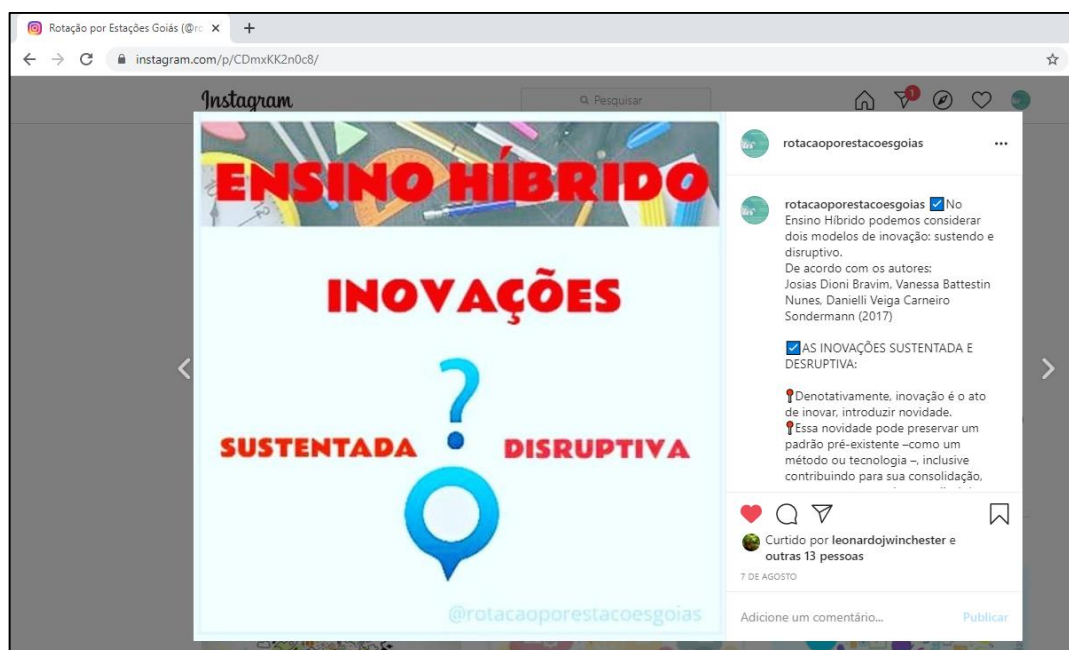 Rotação por Estações Goiás (@rc
instagram.com/p/CDmxKK2n0c8/
Instagram
Pesquisar
1
ENSINO HÍBRIDO
INOVAÇÕES
?
SUSTENTADA
DISRUPTIVA
@rotacaoporestacoesgoias
rotacaoporestacoesgoias
rotacaoporestacoesgoias ☑No
Ensino Híbrido podemos considerar
dois modelos de inovação: sustendo e
disruptivo.
De acordo com os autores:
Josias Dioni Bravim, Vanessa Battestin
Nunes, Danielli Veiga Carneiro
Sondermann (2017)
☑AS INOVAÇÕES SUSTENTADA E
DESRUPTIVA:
📍Denotativamente, inovação é o ato
de inovar, introduzir novidade.
📍Essa novidade pode preservar um
padrão pré-existente –como um
método ou tecnologia –, inclusive
contribuindo para sua consolidação,
Curtido por leonardojwinchester e
outras 13 pessoas
7 DE AGOSTO
Adicione um comentário...
Publicar